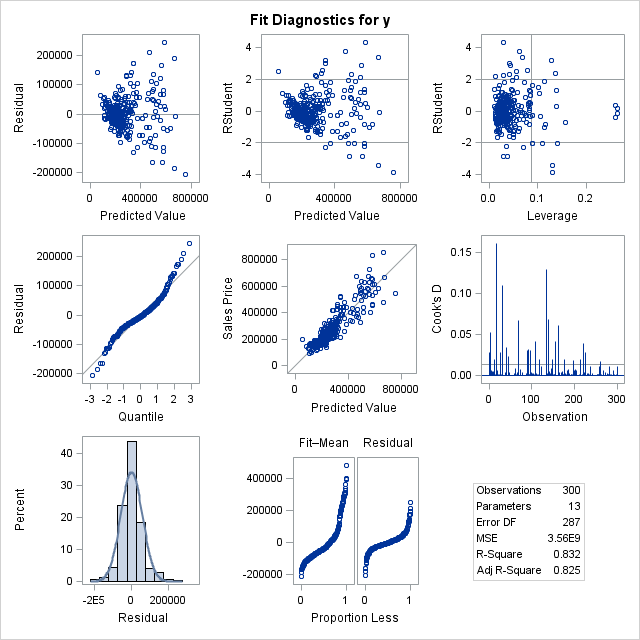 Fit Diagnostics for y
Residual
200000
100000
0
-100000
-200000
0 400000 800000
Predicted Value
RStudent
4
2
0
-2
-4
0 400000 800000
Predicted Value
RStudent
4
2
0
-2
-4
0.0 0.1 0.2
Leverage
Residual
200000
100000
0
-100000
-200000
-3 -2 -1 0 1 2 3
Quantile
Sales Price
800000
600000
400000
200000
0
0 400000 800000
Predicted Value
Cook's D
0.15
0.10
0.05
0.00
0 100 200 300
Observation
Percent
40
30
20
10
0
-2E5 0 200000
Residual
Fit–Mean Residual
400000
200000
0
-200000
0 1 0 1
Proportion Less
Observations 300
Parameters 13
Error DF 287
MSE 3.56E9
R-Square 0.832
Adj R-Square 0.825